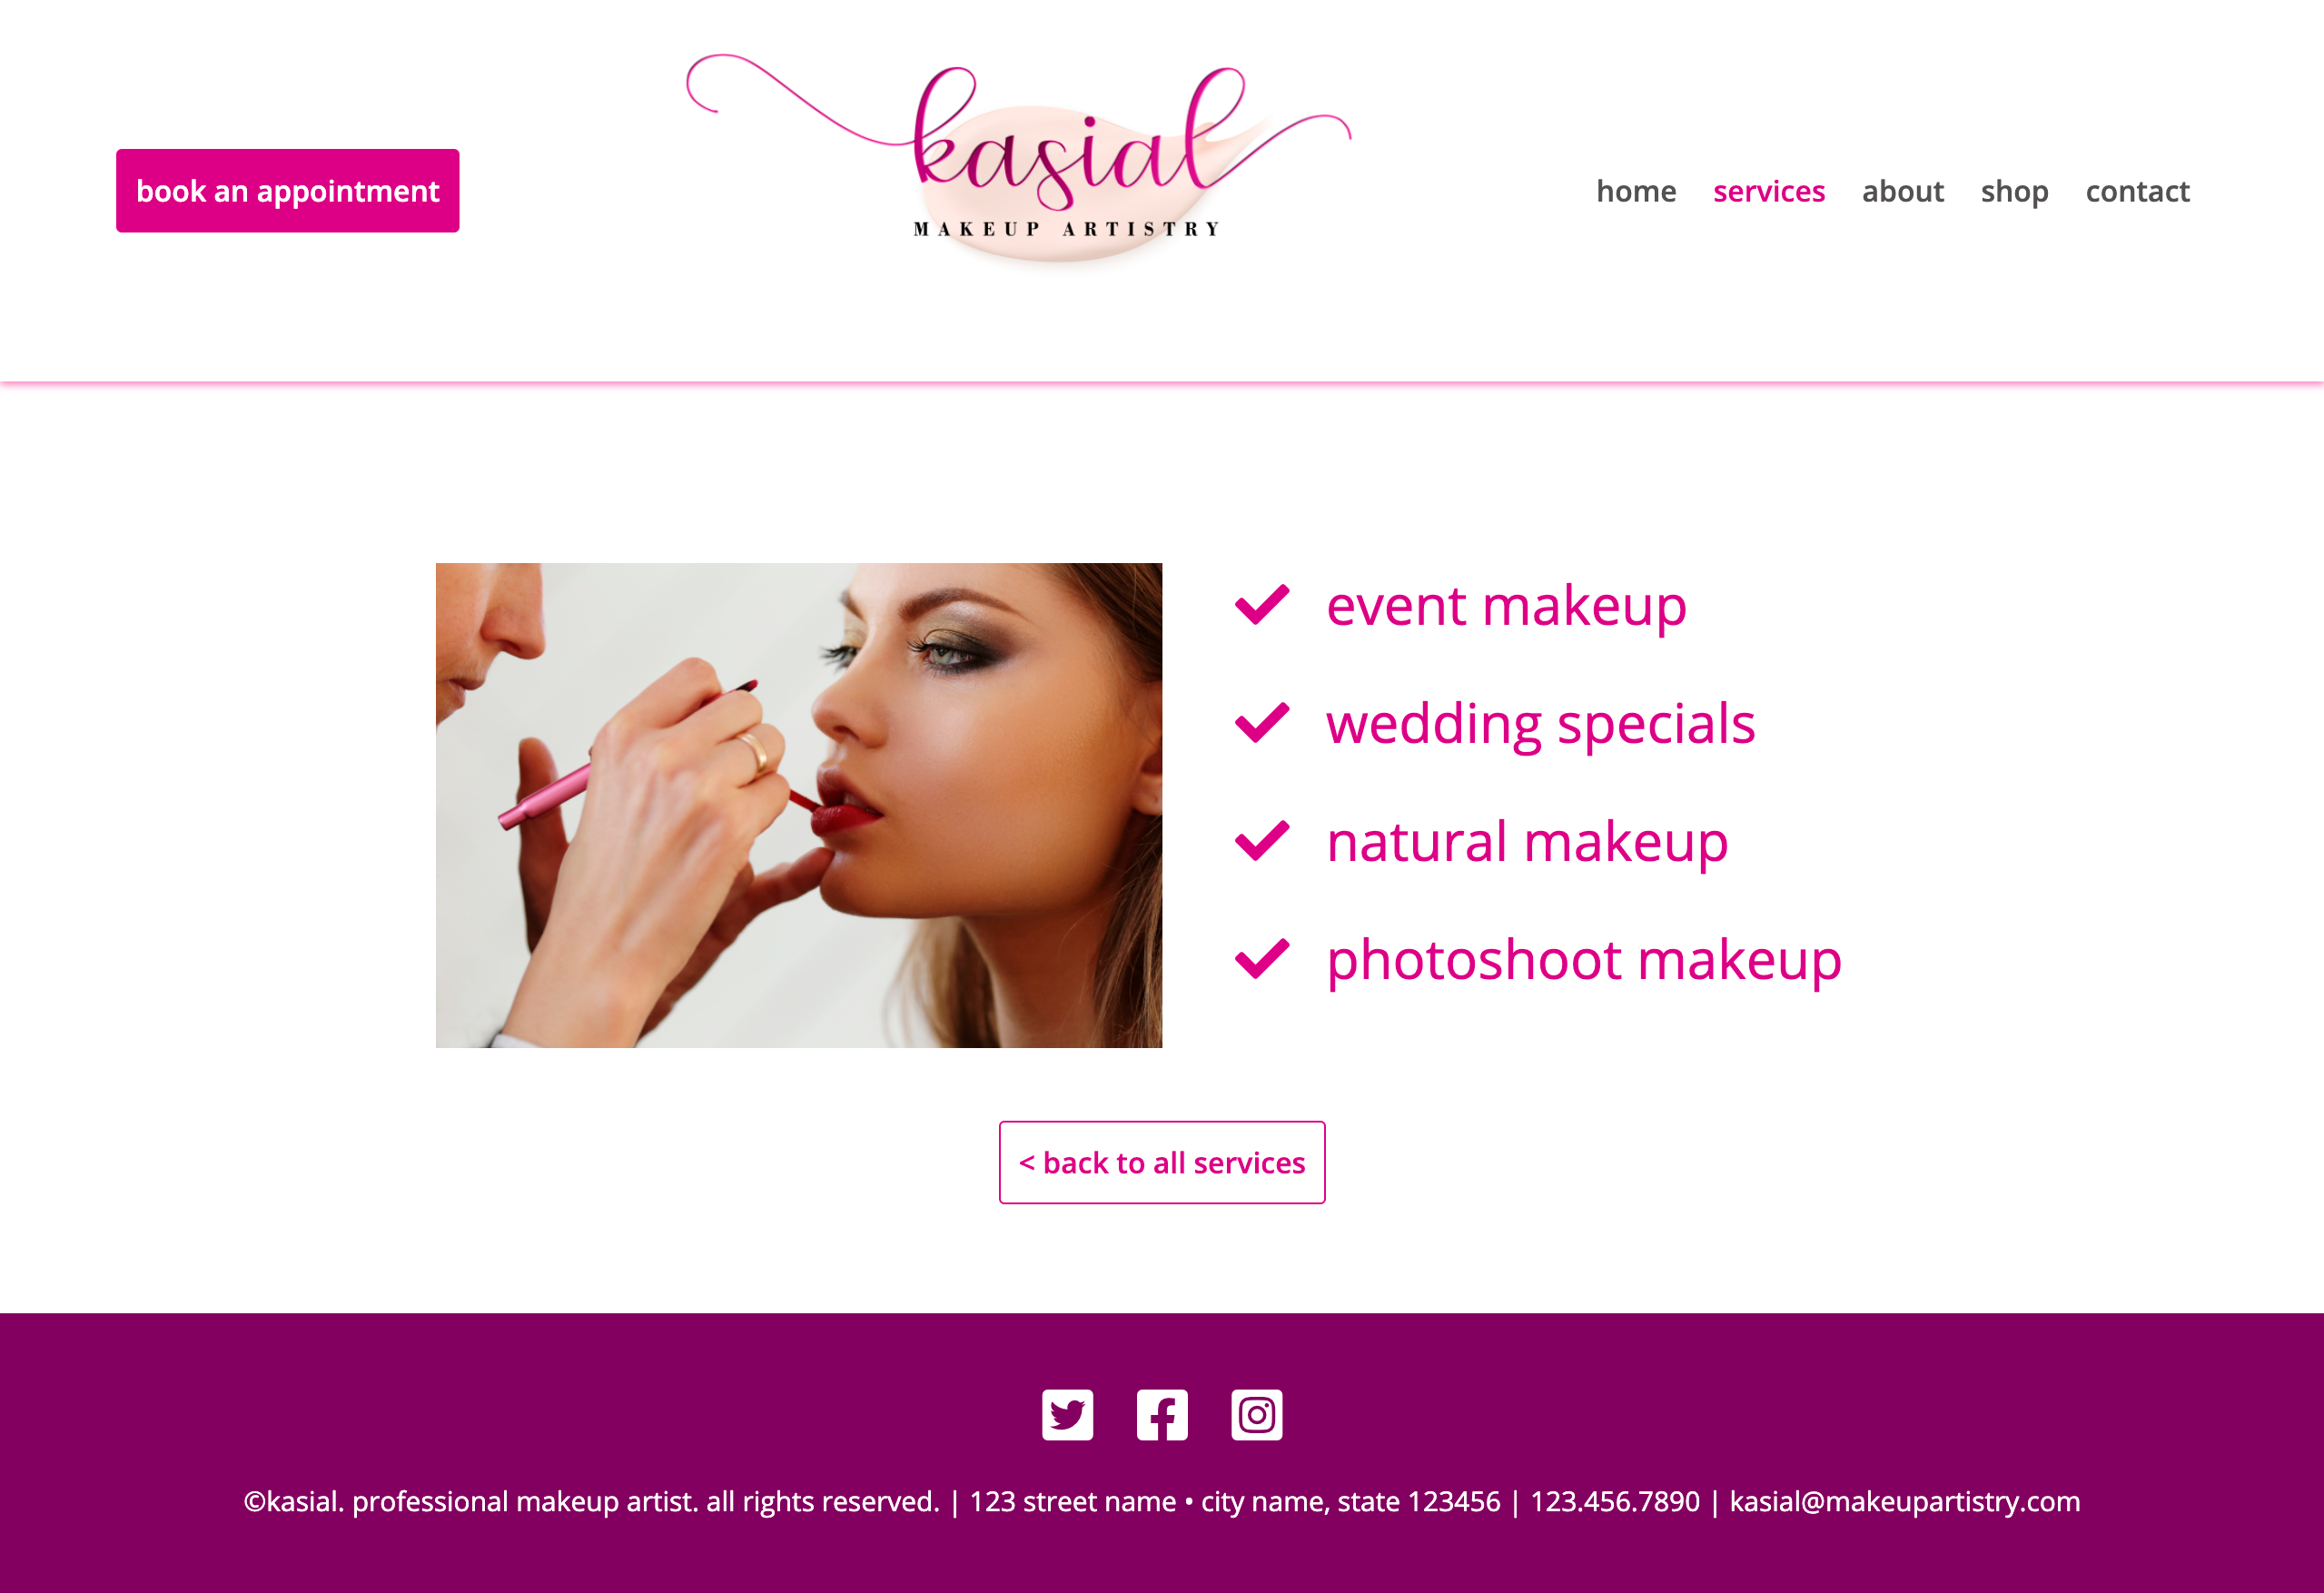 book an appointment
kasial
MAKEUP ARTISTRY
home services about shop contact
event makeup
wedding specials
natural makeup
photoshoot makeup
< back to all services
©kasial. professional makeup artist. all rights reserved. | 123 street name • city name, state 123456 | 123.456.7890 | kasial@makeupartistry.com